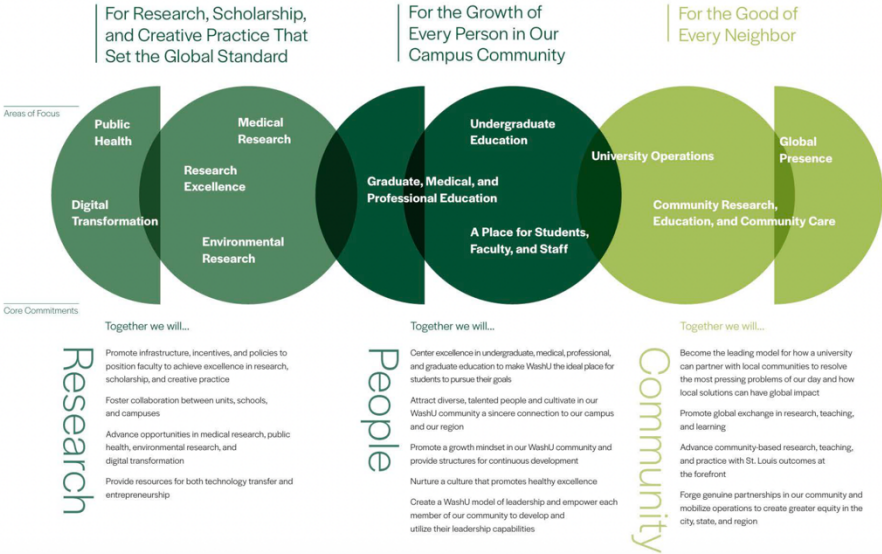 For Research, Scholarship,
and Creative Practice That
Set the Global Standard
For the Growth of
Every Person in Our
Campus Community
For the Good of
Every Neighbor
Areas of Focus
Public
Health
Digital
Transformation
Medical
Research
Research
Excellence
Environmental
Research
Graduate, Medical, and
Professional Education
Undergraduate
Education
A Place for Students,
Faculty, and Staff
University Operations
Community Research,
Education, and Community Care
Global
Presence
Core Commitments
Research
Together we will...
Promote infrastructure, incentives, and policies to
position faculty to achieve excellence in research,
scholarship, and creative practice
Foster collaboration between units, schools,
and campuses
Advance opportunities in medical research, public
health, environmental research, and
digital transformation
Provide resources for both technology transfer and
entrepreneurship
People
Together we will...
Center excellence in undergraduate, medical, professional,
and graduate education to make WashU the ideal place for
students to pursue their goals
Attract diverse, talented people and cultivate in our
WashU community a sincere connection to our campus
and our region
Promote a growth mindset in our WashU community and
provide structures for continuous development
Nurture a culture that promotes healthy excellence
Create a WashU model of leadership and empower each
member of our community to develop and
utilize their leadership capabilities
Community
Together we will...
Become the leading model for how a university
can partner with local communities to resolve
the most pressing problems of our day and how
local solutions can have global impact
Promote global exchange in research, teaching,
and learning
Advance community-based research, teaching,
and practice with St. Louis outcomes at
the forefront
Forge genuine partnerships in our community and
mobilize operations to create greater equity in the
city, state, and region